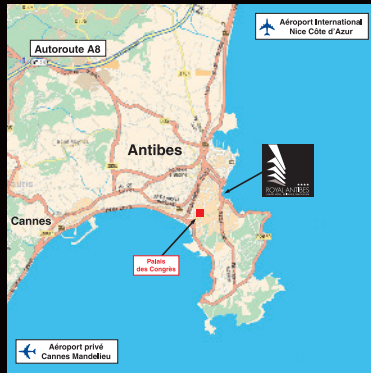 Aéroport International
Nice Côte d'Azur
Autoroute A8
Antibes
ROYAL ANTIBES
Cannes
Palais
des Congrès
Aéroport privé
Cannes Mandelieu